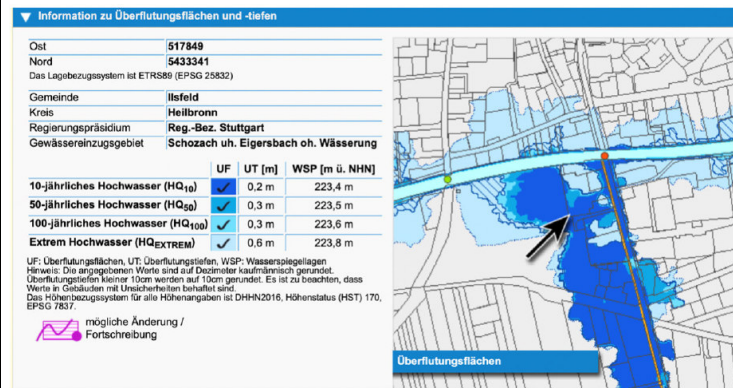 Information zu Überflutungsflächen und -tiefen
Ost 517849
Nord 5433341
Das Lagebezugssystem ist ETRS89 (EPSG 25832)
Gemeinde Ilsfeld
Kreis Heilbronn
Regierungspräsidium Reg.-Bez. Stuttgart
Gewässereinzugsgebiet Schozach uh. Eigersbach oh. Wässerung
UF UT [m] WSP [m ü. NHN]
10-jährliches Hochwasser (HQ10) 0,2 m 223,4 m
50-jährliches Hochwasser (HQ50) 0,3 m 223,5 m
100-jährliches Hochwasser (HQ100) 0,3 m 223,6 m
Extrem Hochwasser (HQEXTREM) 0,6 m 223,8 m
UF: Überflutungsflächen, UT: Überflutungstiefen, WSP: Wasserspiegellagen
Hinweis: Die angegebenen Werte sind auf Dezimeter kaufmännisch gerundet.
Überflutungstiefen kleiner 10cm werden auf 10cm gerundet. Es ist zu beachten, dass
Werte in Gebäuden mit Unsicherheiten behaftet sind.
Das Höhenbezugssystem für alle Höhenangaben ist DHHN2016, Höhenstatus (HST) 170,
EPSG 7837.
mögliche Änderung /
Fortschreibung
Überflutungsflächen